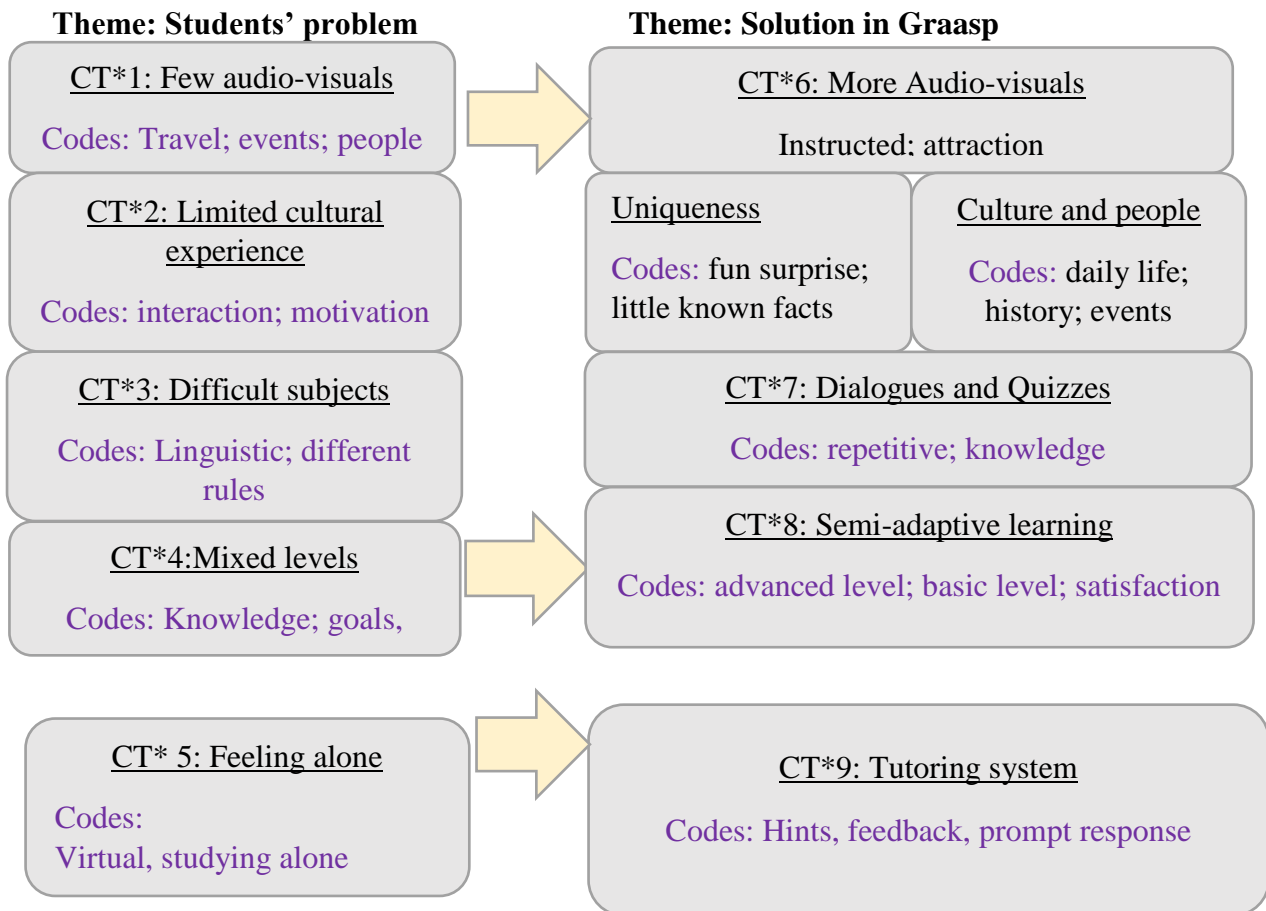 Theme: Students’ problem
CT*1: Few audio-visuals
Codes: Travel; events; people
CT*2: Limited cultural
experience
Codes: interaction; motivation
CT*3: Difficult subjects
Codes: Linguistic; different
rules
CT*4:Mixed levels
Codes: Knowledge; goals,
CT* 5: Feeling alone
Codes:
Virtual, studying alone
Theme: Solution in Graasp
CT*6: More Audio-visuals
Instructed; attraction
Uniqueness
Codes: fun surprise;
little known facts
Culture and people
Codes: daily life;
history; events
CT*7: Dialogues and Quizzes
Codes: repetitive; knowledge
CT*8: Semi-adaptive learning
Codes: advanced level; basic level; satisfaction
CT*9: Tutoring system
Codes: Hints, feedback, prompt response